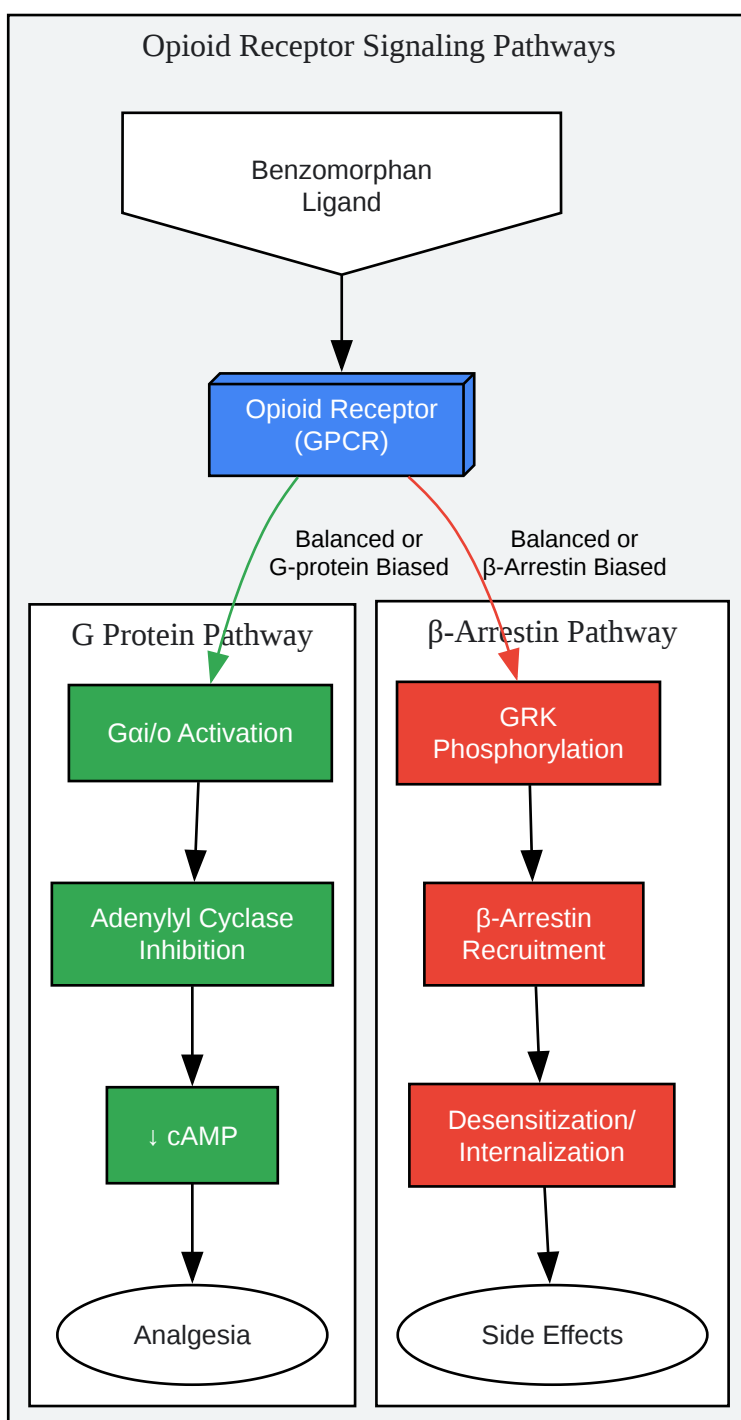 Opioid Receptor Signaling Pathways
Benzomorphan
Ligand
Opioid Receptor
(GPCR)
Balanced or
G-protein Biased
Balanced or
β-Arrestin Biased
G Protein Pathway
Gαi/o Activation
Adenylyl Cyclase
Inhibition
↓ cAMP
Analgesia
β-Arrestin Pathway
GRK
Phosphorylation
β-Arrestin
Recruitment
Desensitization/
Internalization
Side Effects